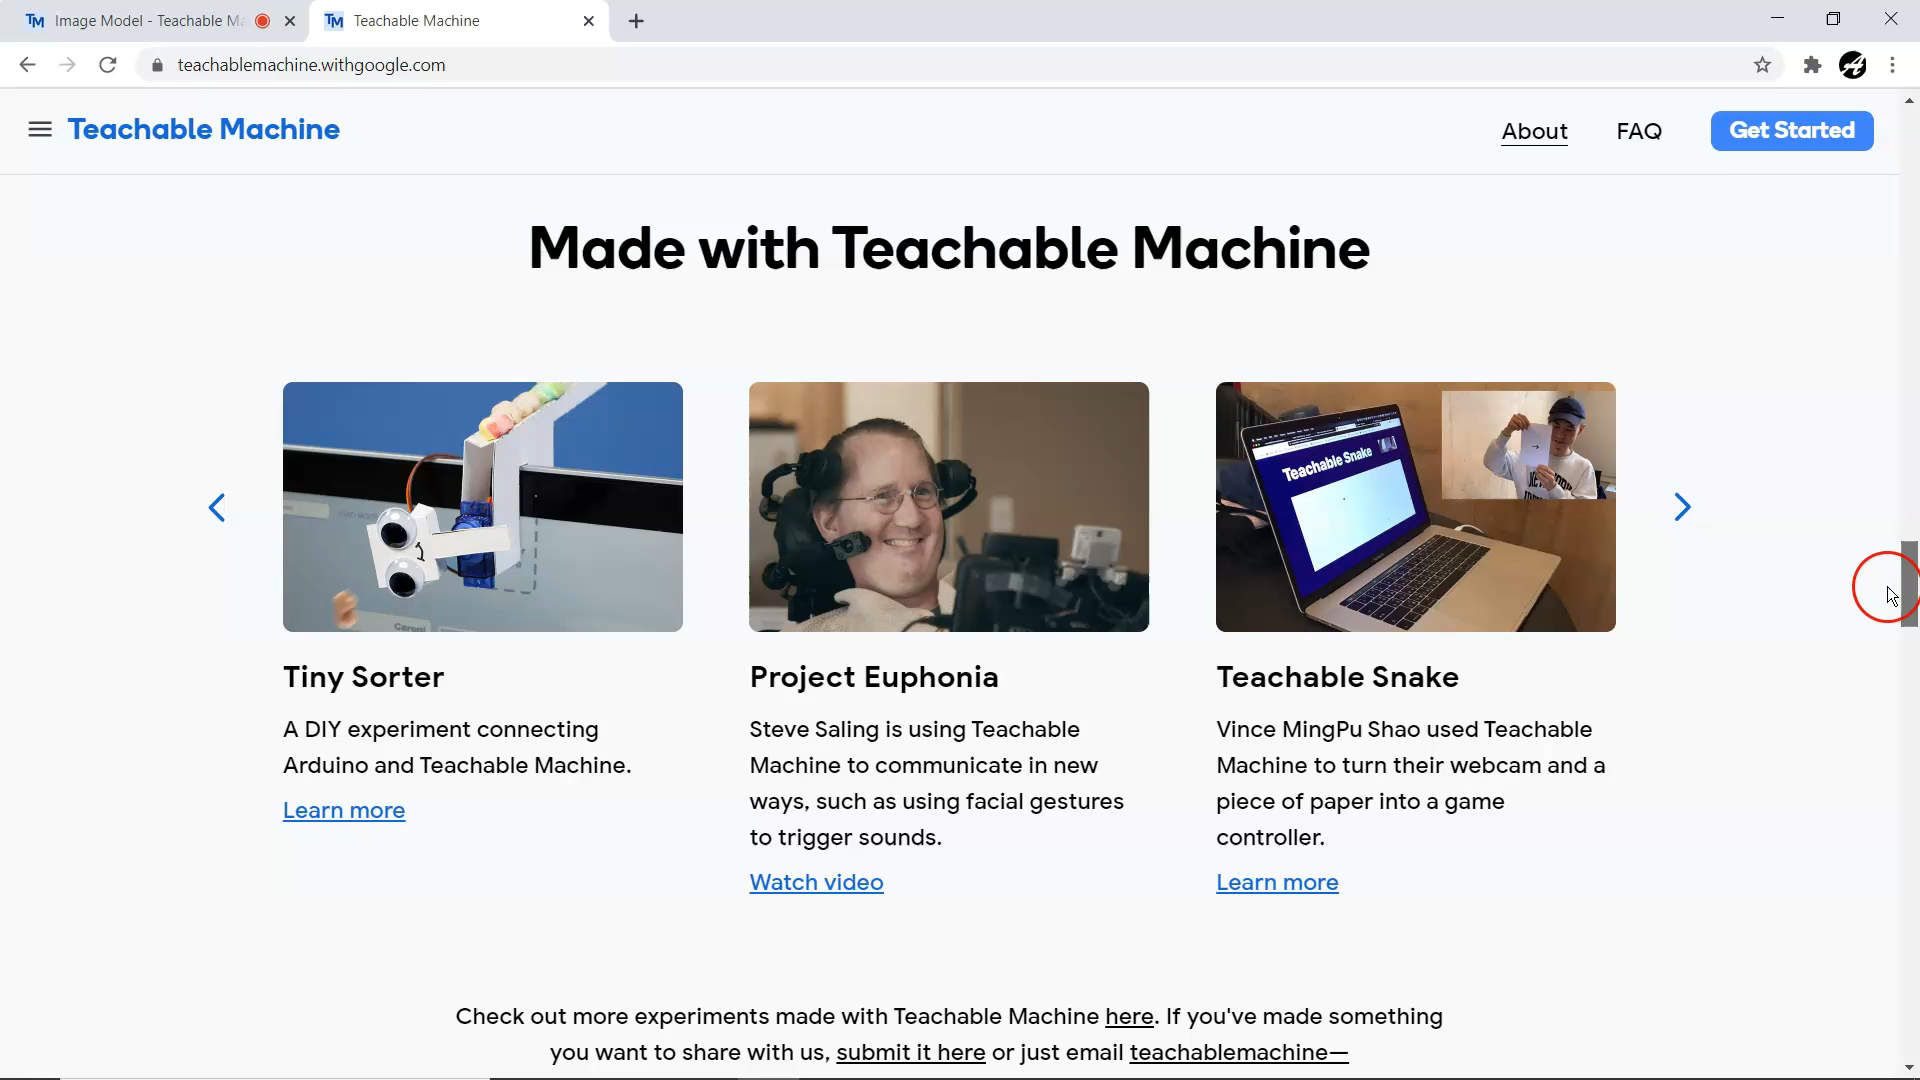 Image Model - Teachable Ma
Teachable Machine
teachablemachine.withgoogle.com
Teachable Machine
About
FAQ
Get Started
Made with Teachable Machine
Teachable Snake
Tiny Sorter
Project Euphonia
Teachable Snake
A DIY experiment connecting
Arduino and Teachable Machine.
Learn more
Steve Saling is using Teachable
Machine to communicate in new
ways, such as using facial gestures
to trigger sounds.
Watch video
Vince MingPu Shao used Teachable
Machine to turn their webcam and a
piece of paper into a game
controller.
Learn more
Check out more experiments made with Teachable Machine here. If you've made something
you want to share with us, submit it here or just email teachablemachine—